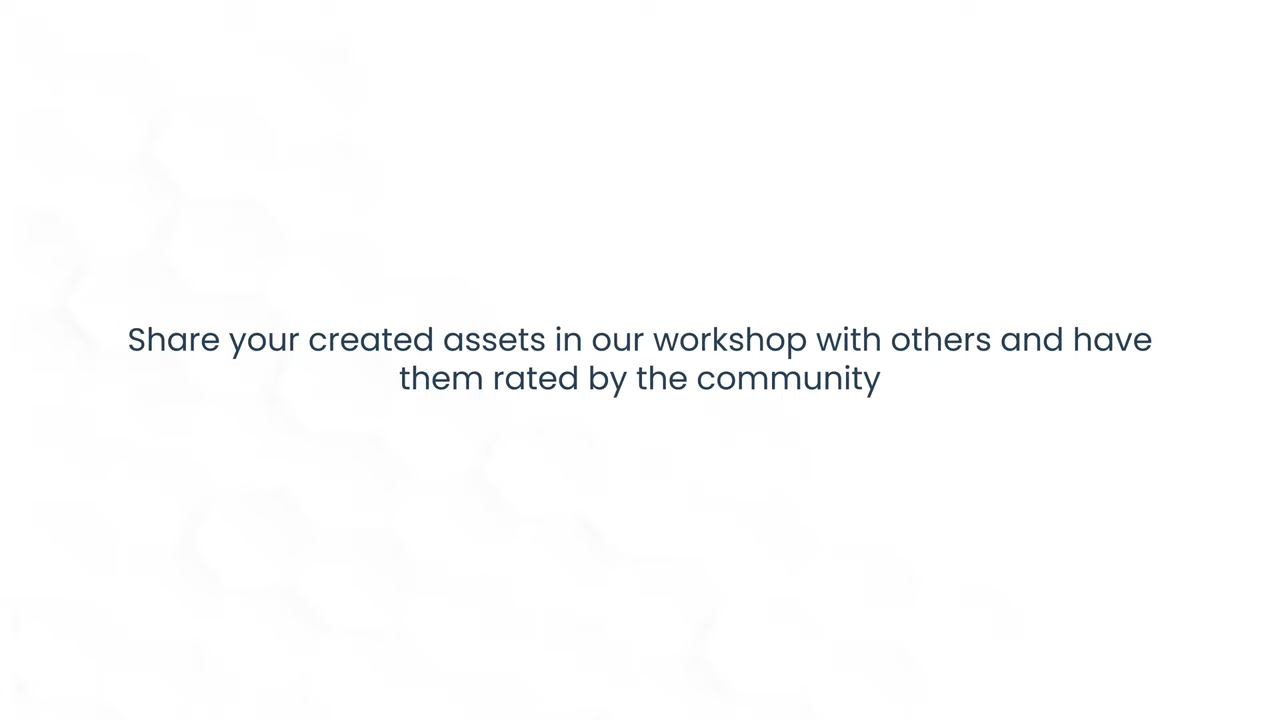 Share your created assets in our workshop with others and have
them rated by the community